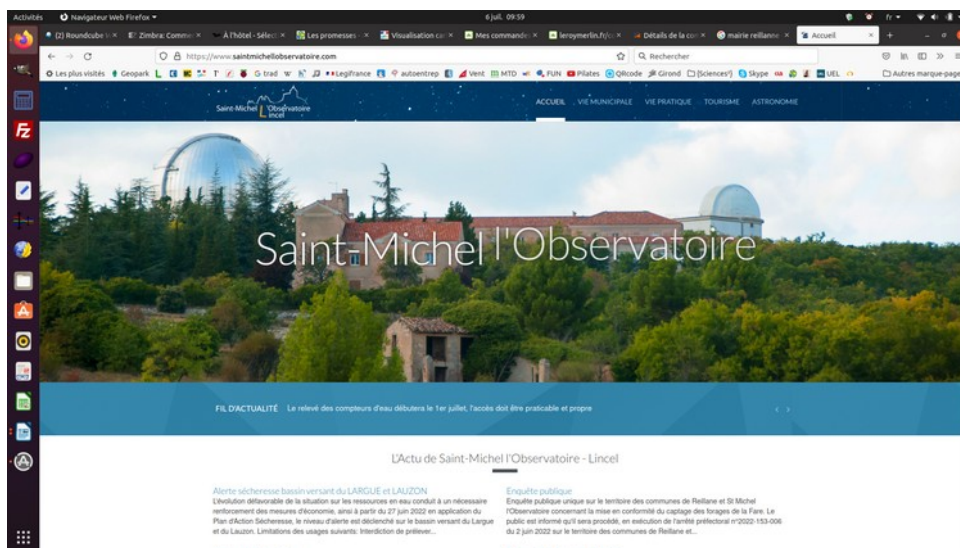 Activités
Navigateur Web Firefox
6 juil. 09:59
fr
(2) Roundcube
Zimbra:
À l'hôtel - Sélect
Les promesses -
Visualisation car
Mes commandes
leroymerlin.fr/
Détails de la
mairie reillanne
Accueil
https://www.saintmichellobservatoire.com
Rechercher
Les plus visités
Geopark
G trad
Legifrance
autoentrep
Vent
MTD
FUN
Pilates
QRcode
Girond
(Sciences²)
Skype
UEL
Autres marque-page
Saint-Michel L'Observatoire
Lincel
ACCUEIL
VIE MUNICIPALE
VIE PRATIQUE
TOURISME
ASTRONOMIE
Saint-Michel l'Observatoire
FIL D'ACTUALITÉ
Le relevé des compteurs d'eau débutera le 1er juillet, l'accès doit être praticable et propre
L'Actu de Saint-Michel l'Observatoire - Lincel
Alerte sécheresse bassin versant du LARGUE et LAUZON
L'évolution défavorable de la situation sur les ressources en eau conduit à un nécessaire
renforcement des mesures d'économie, ainsi à partir du 27 juin 2022 en application du
Plan d'Action Sécheresse, le niveau d'alerte est déclenché sur le bassin versant du Largue
et du Lauzon. Limitations des usages suivants: Interdiction de prélever...
Enquête publique
Enquête publique unique sur le territoire des communes de Reillane et St Michel
l'Observatoire concernant la mise en conformité du captage des forages de la Fare. Le
public est informé qu'il sera procédé, en exécution de l'arrêté préfectoral n°2022-153-006
du 2 juin 2022 sur le territoire des communes de Reillane et...